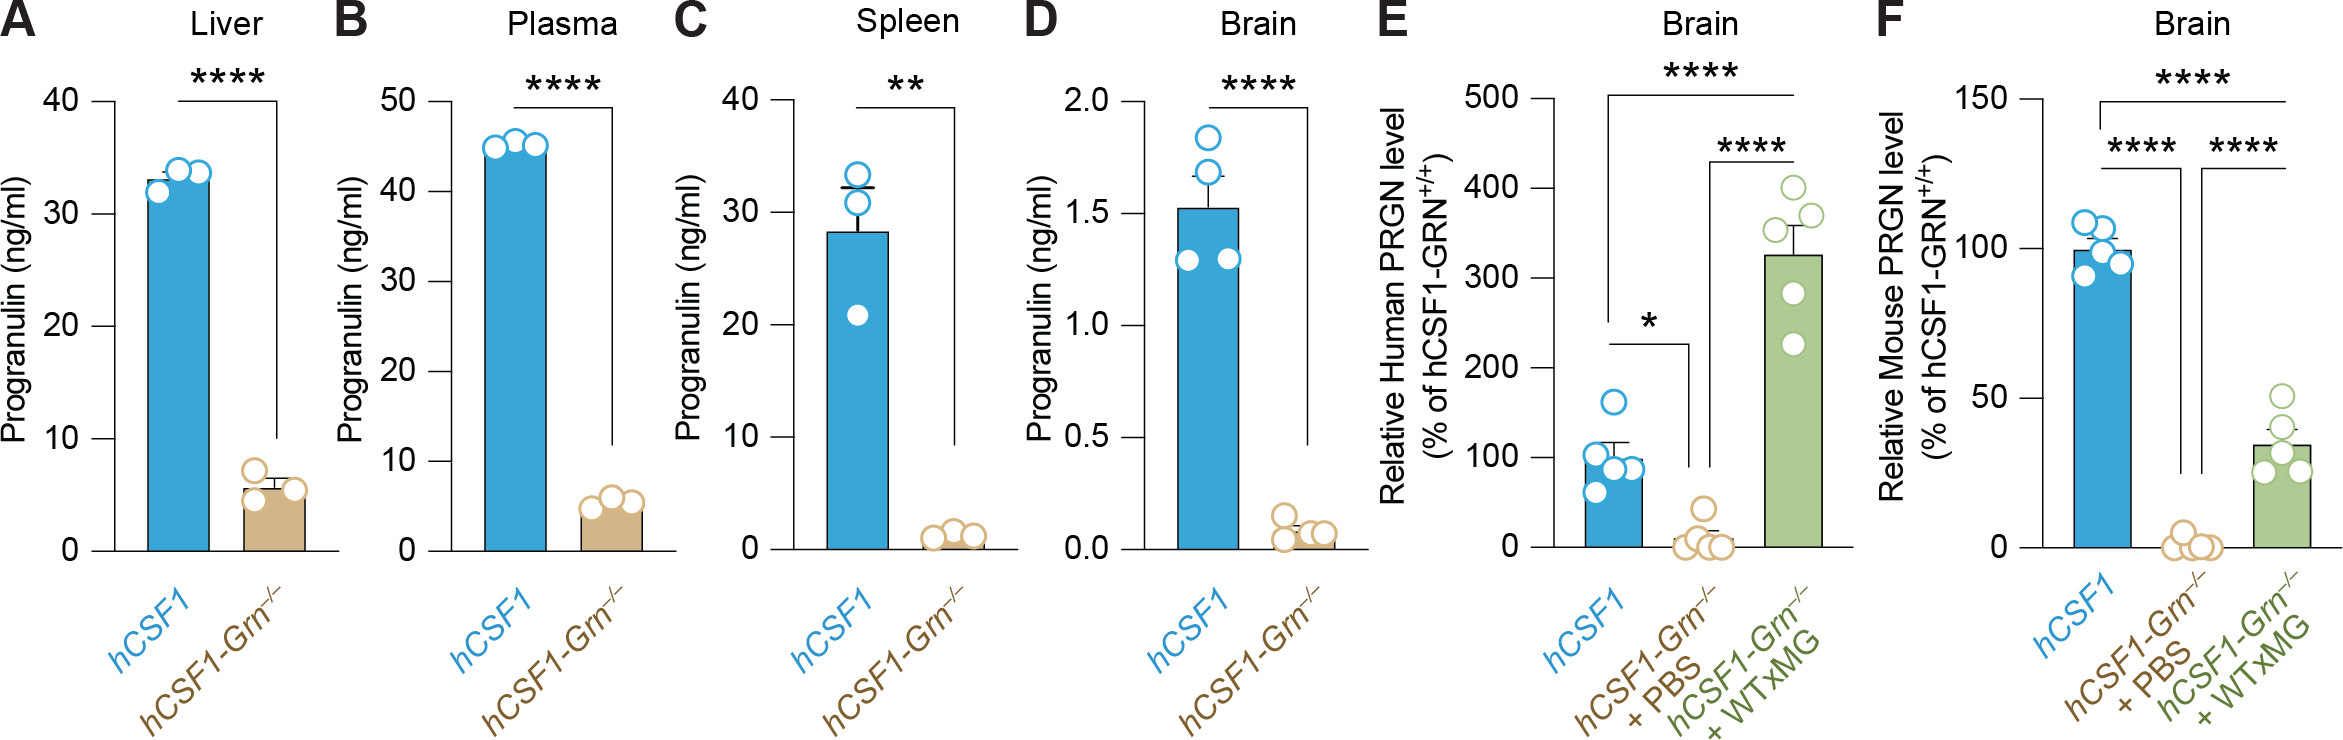 A
Liver
****
Progranulin (ng/ml)
40
30
20
10
0
hCSF1
hCSF1-Grn–/–
B
Plasma
****
Progranulin (ng/ml)
50
40
30
20
10
0
hCSF1
hCSF1-Grn–/–
C
Spleen
**
Progranulin (ng/ml)
40
30
20
10
0
hCSF1
hCSF1-Grn–/–
D
Brain
****
Progranulin (ng/ml)
2.0
1.5
1.0
0.5
0.0
hCSF1
hCSF1-Grn–/–
E
Brain
****
****
*
Relative Human PRGN level
(% of hCSF1-GRN+/+)
500
400
300
200
100
0
hCSF1
hCSF1-Grn–/–
+ PBS
hCSF1-Grn–/–
+ WTxMG
F
Brain
****
****
****
Relative Mouse PRGN level
(% of hCSF1-GRN+/+)
150
100
50
0
hCSF1
hCSF1-Grn–/–
+ PBS
hCSF1-Grn–/–
+ WTxMG